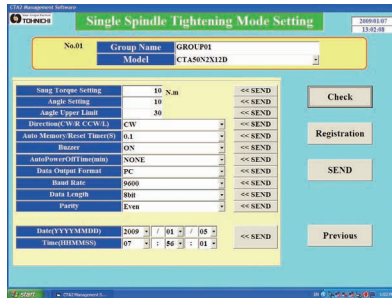 CTA2 Management Software
TOHNICHI
Single Spindle Tightening Mode Setting
2009/01/07
13:02:08
No.01
Group Name GROUP01
Model CTA50N2X12D
Snug Torque Setting 10 N.m << SEND
Angle Setting 10 << SEND
Angle Upper Limit 30 << SEND
Direction(CW/R CCW/L) CW << SEND
Auto Memory/Reset Timer(S) 0.1 << SEND
Buzzer ON << SEND
AutoPowerOffTime(min) NONE << SEND
Data Output Format PC << SEND
Baud Rate 9600 << SEND
Data Length 8bit << SEND
Parity Even << SEND
Date(YYYYMMDD) 2009 / 01 / 05
Time(HHMMSS) 07 : 56 : 01 << SEND
Check
Registration
SEND
Previous
start
CTA2 Management S...